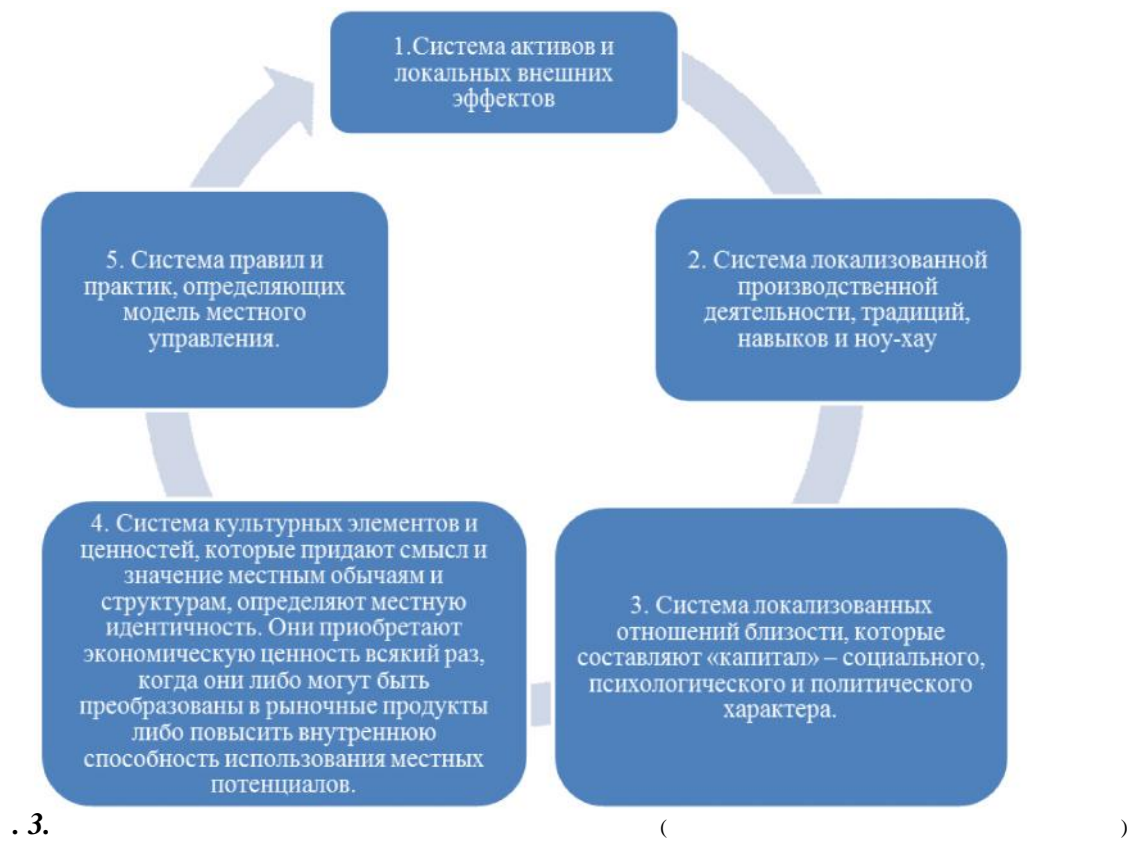 1.Система активов и
локальных внешних
эффектов
2. Система локализованной
производственной
деятельности, традиций,
навыков и ноу-хау
3. Система локализованных
отношений близости, которые
составляют «капитал» – социального,
психологического и политического
характера.
4. Система культурных элементов и
ценностей, которые придают смысл и
значение местным обычаям и
структурам, определяют местную
идентичность. Они приобретают
экономическую ценность всякий раз,
когда они либо могут быть
преобразованы в рыночные продукты
либо повысить внутреннюю
способность использования местных
потенциалов.
5. Система правил и
практик, определяющих
модель местного
управления.
. 3. ( )